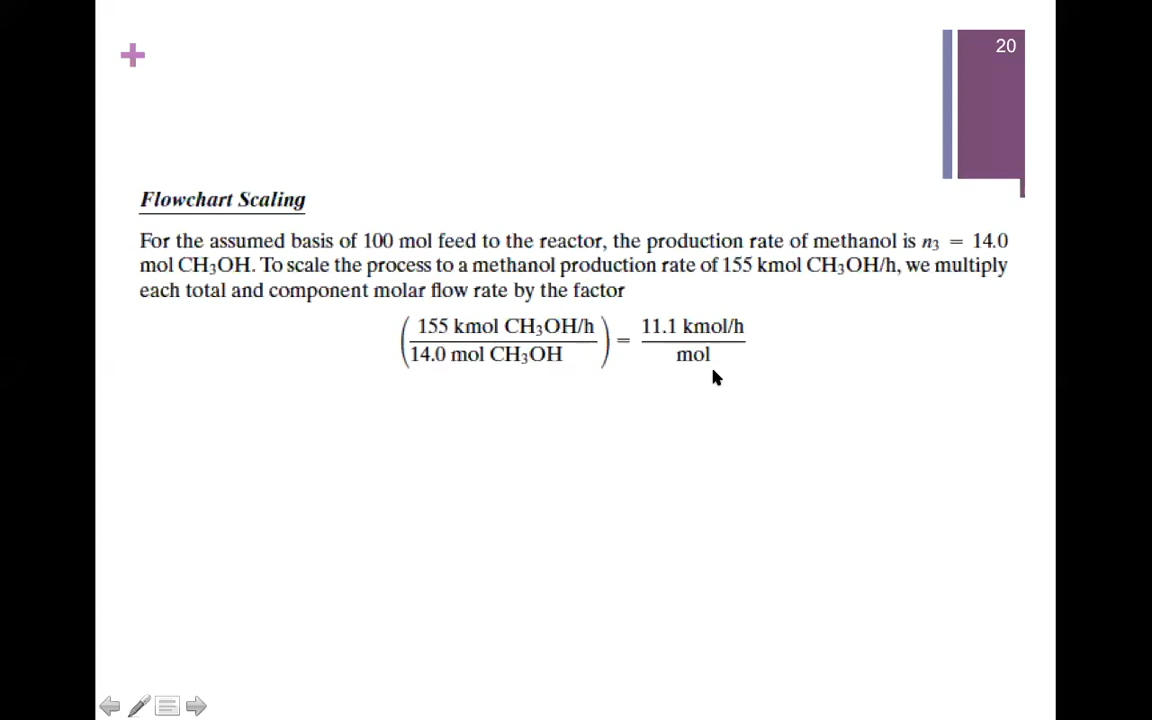 20
Flowchart Scaling
For the assumed basis of 100 mol feed to the reactor, the production rate of methanol is n₃ = 14.0
mol CH₃OH. To scale the process to a methanol production rate of 155 kmol CH₃OH/h, we multiply
each total and component molar flow rate by the factor
(155 kmol CH₃OH/h / 14.0 mol CH₃OH) = 11.1 kmol/h / mol